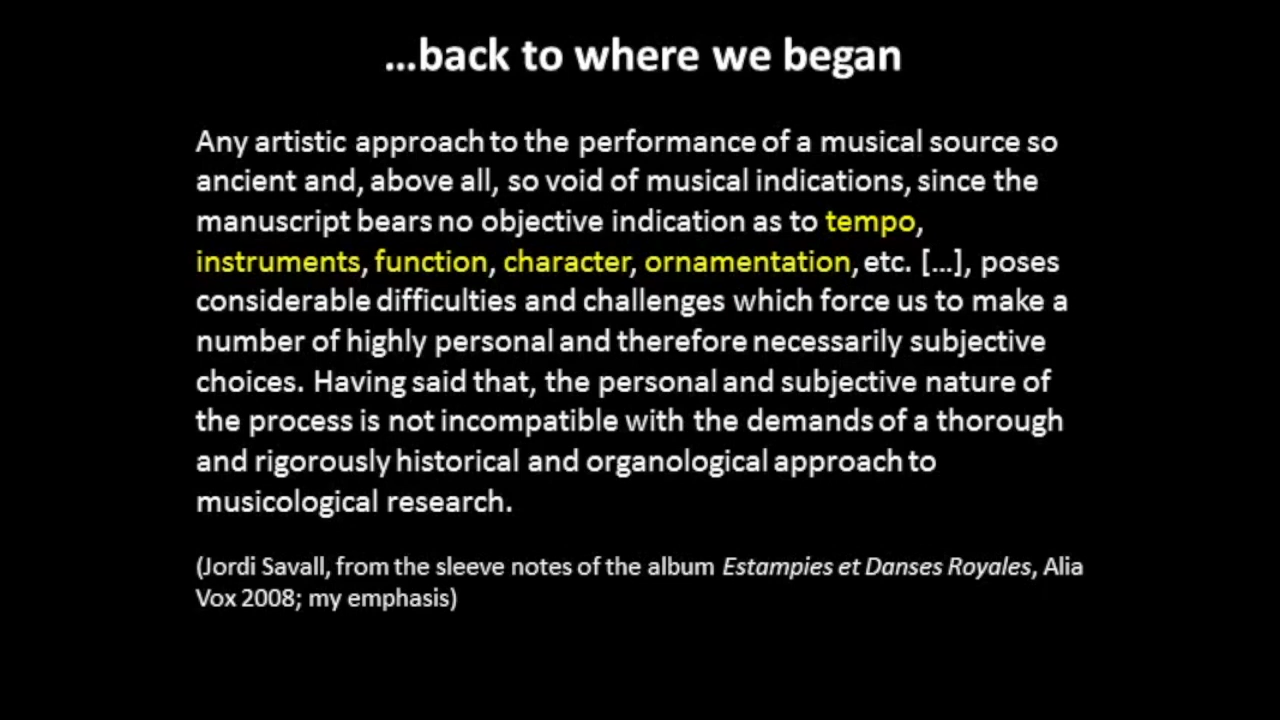 ...back to where we began
Any artistic approach to the performance of a musical source so
ancient and, above all, so void of musical indications, since the
manuscript bears no objective indication as to tempo,
instruments, function, character, ornamentation, etc. [...], poses
considerable difficulties and challenges which force us to make a
number of highly personal and therefore necessarily subjective
choices. Having said that, the personal and subjective nature of
the process is not incompatible with the demands of a thorough
and rigorously historical and organological approach to
musicological research.
(Jordi Savall, from the sleeve notes of the album Estampies et Danses Royales, Alia
Vox 2008; my emphasis)